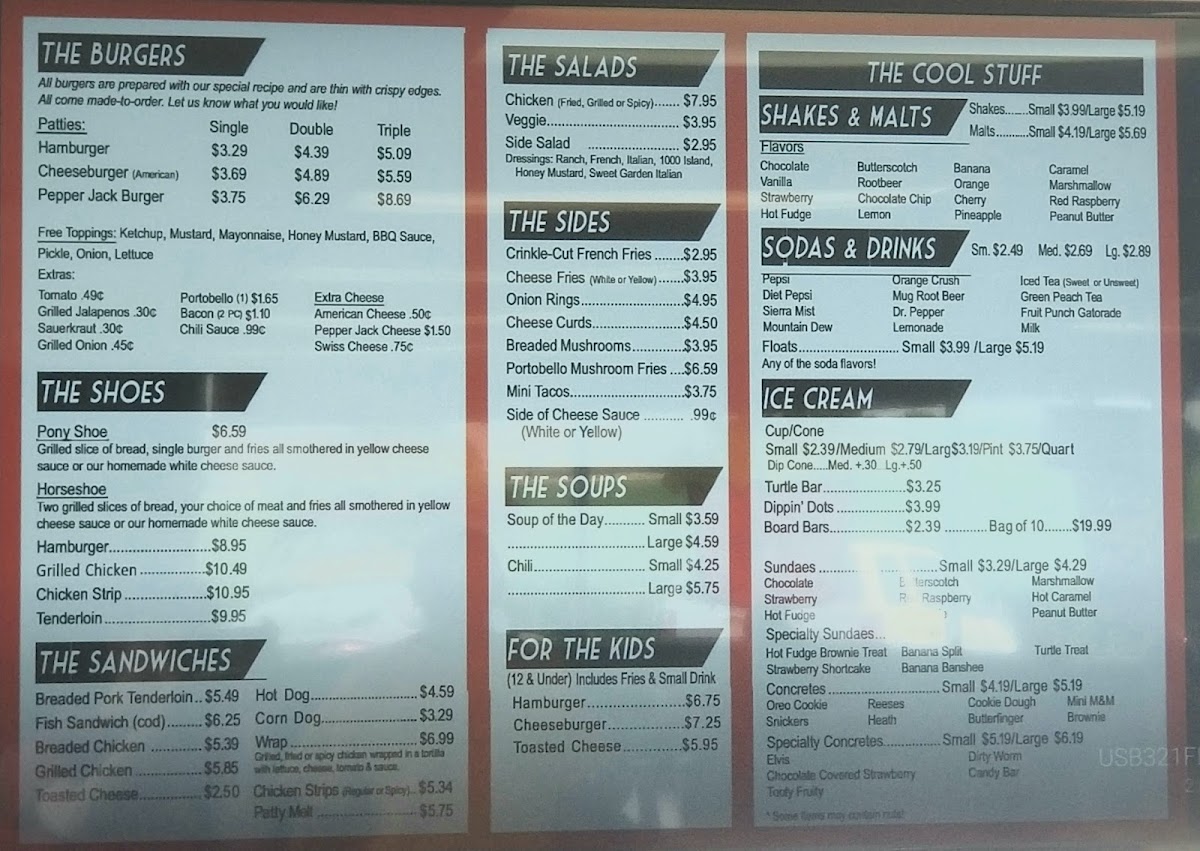 THE BURGERS
All burgers are prepared with our special recipe and are thin with crispy edges.
All come made-to-order. Let us know what you would like!
Patties: Single Double Triple
Hamburger $3.29 $4.39 $5.09
Cheeseburger (American) $3.69 $4.89 $5.59
Pepper Jack Burger $3.75 $6.29 $8.69
Free Toppings: Ketchup, Mustard, Mayonnaise, Honey Mustard, BBQ Sauce,
Pickle, Onion, Lettuce
Extras:
Tomato .49¢ Portobello (1) $1.65 Extra Cheese
Grilled Jalapenos .30¢ Bacon (2 PC) $1.10 American Cheese .50¢
Sauerkraut .30¢ Chili Sauce .99¢ Pepper Jack Cheese $1.50
Grilled Onion .45¢ Swiss Cheese .75¢
THE SHOES
Pony Shoe $6.59
Grilled slice of bread, single burger and fries all smothered in yellow cheese
sauce or our homemade white cheese sauce.
Horseshoe
Two grilled slices of bread, your choice of meat and fries all smothered in yellow
cheese sauce or our homemade white cheese sauce.
Hamburger.....................$8.95
Grilled Chicken ..............$10.49
Chicken Strip..................$10.95
Tenderloin......................$9.95
THE SANDWICHES
Breaded Pork Tenderloin..$5.49 Hot Dog.......................$4.59
Fish Sandwich (cod)........$6.25 Corn Dog.....................$3.29
Breaded Chicken ............$5.39 Wrap............................$6.99
Grilled, fried or spicy chicken wrapped in a tortilla
with lettuce, cheese, tomato & sauce.
Grilled Chicken ...............$5.85 Chicken Strips (Regular or Spicy)..$5.34
Toasted Cheese...............$2.50 Patty Melt .....................$5.75
THE SALADS
Chicken (Fried, Grilled or Spicy)...... $7.95
Veggie............................. $3.95
Side Salad .................... $2.95
Dressings: Ranch, French, Italian, 1000 Island,
Honey Mustard, Sweet Garden Italian
THE SIDES
Crinkle-Cut French Fries .......$2.95
Cheese Fries (White or Yellow) ......$3.95
Onion Rings.......................$4.95
Cheese Curds....................$4.50
Breaded Mushrooms............$3.95
Portobello Mushroom Fries ....$6.59
Mini Tacos.........................$3.75
Side of Cheese Sauce ......... .99¢
(White or Yellow)
THE SOUPS
Soup of the Day.......... Small $3.59
.............................. Large $4.59
Chili......................... Small $4.25
.............................. Large $5.75
FOR THE KIDS
(12 & Under) Includes Fries & Small Drink
Hamburger......................$6.75
Cheeseburger..................$7.25
Toasted Cheese...............$5.95
THE COOL STUFF
SHAKES & MALTS
Shakes.......Small $3.99/Large $5.19
Malts..........Small $4.19/Large $5.69
Flavors
Chocolate Butterscotch Banana Caramel
Vanilla Rootbeer Orange Marshmallow
Strawberry Chocolate Chip Cherry Red Raspberry
Hot Fudge Lemon Pineapple Peanut Butter
SODAS & DRINKS Sm. $2.49 Med. $2.69 Lg. $2.89
Pepsi Orange Crush Iced Tea (Sweet or Unsweet)
Diet Pepsi Mug Root Beer Green Peach Tea
Sierra Mist Dr. Pepper Fruit Punch Gatorade
Mountain Dew Lemonade Milk
Floats......................... Small $3.99 /Large $5.19
Any of the soda flavors!
ICE CREAM
Cup/Cone
Small $2.39/Medium $2.79/Larg$3.19/Pint $3.75/Quart
Dip Cone.....Med. +.30 Lg.+.50
Turtle Bar...................$3.25
Dippin' Dots ...............$3.99
Board Bars.................$2.39 ..........Bag of 10.......$19.99
Sundaes ............................Small $3.29/Large $4.29
Chocolate Marshmallow
Strawberry Raspberry Hot Caramel
Hot Fudge Peanut Butter
Specialty Sundaes...
Hot Fudge Brownie Treat Banana Split Turtle Treat
Strawberry Shortcake Banana Banshee
Concretes.......................... Small $4.19/Large $5.19
Oreo Cookie Reeses Cookie Dough Mini M&M
Snickers Heath Butterfinger Brownie
Specialty Concretes............. Small $5.19/Large $6.19
Elvis Dirty Worm
Chocolate Covered Strawberry Candy Bar
Tooty Fruity
* Some items may contain nuts!